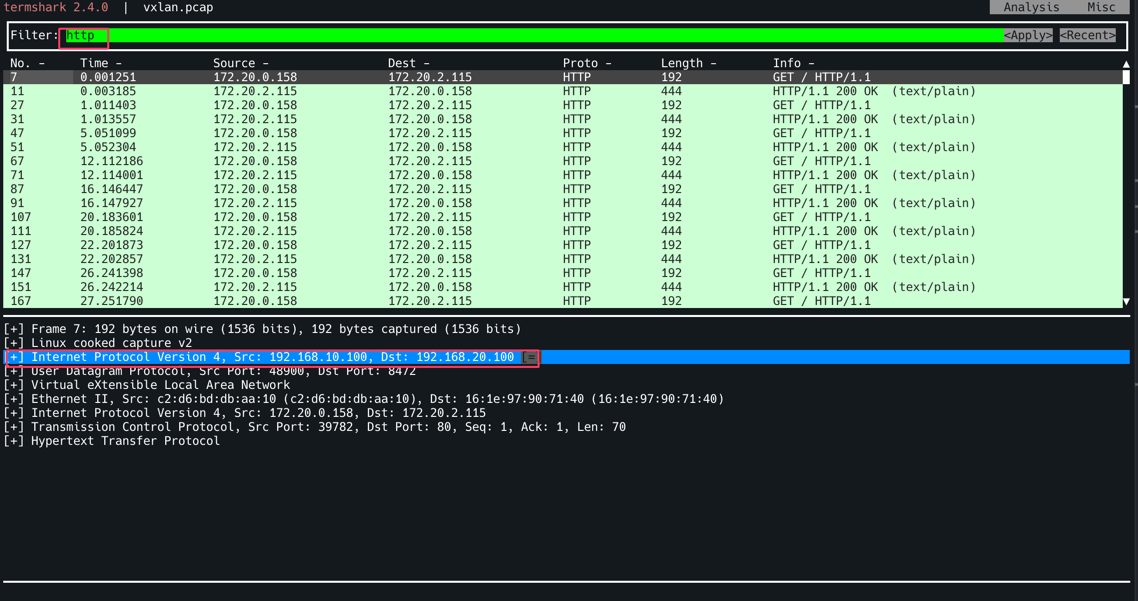 termshark 2.4.0 | vxlan.pcap Analysis Misc
Filter: http <Apply> <Recent>
No. - Time - Source - Dest - Proto - Length - Info -
7 0.001251 172.20.0.158 172.20.2.115 HTTP 192 GET / HTTP/1.1
11 0.003185 172.20.2.115 172.20.0.158 HTTP 444 HTTP/1.1 200 OK (text/plain)
27 1.011403 172.20.0.158 172.20.2.115 HTTP 192 GET / HTTP/1.1
31 1.013557 172.20.2.115 172.20.0.158 HTTP 444 HTTP/1.1 200 OK (text/plain)
47 5.051099 172.20.0.158 172.20.2.115 HTTP 192 GET / HTTP/1.1
51 5.052304 172.20.2.115 172.20.0.158 HTTP 444 HTTP/1.1 200 OK (text/plain)
67 12.112186 172.20.0.158 172.20.2.115 HTTP 192 GET / HTTP/1.1
71 12.114001 172.20.2.115 172.20.0.158 HTTP 444 HTTP/1.1 200 OK (text/plain)
87 16.146447 172.20.0.158 172.20.2.115 HTTP 192 GET / HTTP/1.1
91 16.147927 172.20.2.115 172.20.0.158 HTTP 444 HTTP/1.1 200 OK (text/plain)
107 20.183601 172.20.0.158 172.20.2.115 HTTP 192 GET / HTTP/1.1
111 20.185824 172.20.2.115 172.20.0.158 HTTP 444 HTTP/1.1 200 OK (text/plain)
127 22.201873 172.20.0.158 172.20.2.115 HTTP 192 GET / HTTP/1.1
131 22.202857 172.20.2.115 172.20.0.158 HTTP 444 HTTP/1.1 200 OK (text/plain)
147 26.241398 172.20.0.158 172.20.2.115 HTTP 192 GET / HTTP/1.1
151 26.242214 172.20.2.115 172.20.0.158 HTTP 444 HTTP/1.1 200 OK (text/plain)
167 27.251790 172.20.0.158 172.20.2.115 HTTP 192 GET / HTTP/1.1
[+] Frame 7: 192 bytes on wire (1536 bits), 192 bytes captured (1536 bits)
[+] Linux cooked capture v2
[+] Internet Protocol Version 4, Src: 192.168.10.100, Dst: 192.168.20.100 [=]
[+] User Datagram Protocol, Src Port: 48900, Dst Port: 8472
[+] Virtual eXtensible Local Area Network
[+] Ethernet II, Src: c2:d6:bd:db:aa:10 (c2:d6:bd:db:aa:10), Dst: 16:1e:97:90:71:40 (16:1e:97:90:71:40)
[+] Internet Protocol Version 4, Src: 172.20.0.158, Dst: 172.20.2.115
[+] Transmission Control Protocol, Src Port: 39782, Dst Port: 80, Seq: 1, Ack: 1, Len: 70
[+] Hypertext Transfer Protocol